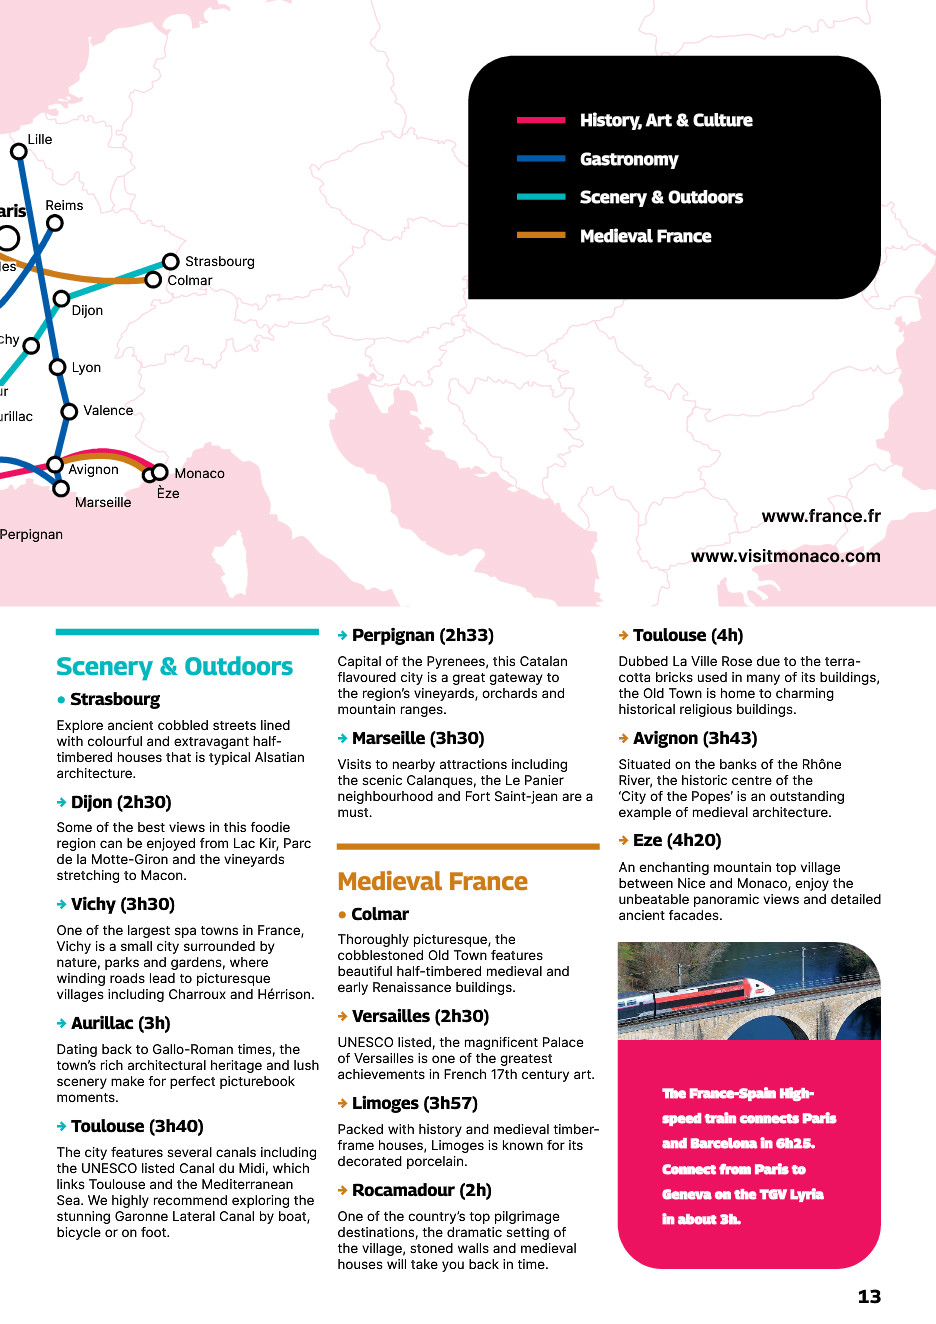 History, Art & Culture
Gastronomy
Scenery & Outdoors
Medieval France
Lille
Reims
aris
les
Strasbourg
Colmar
Dijon
chy
Lyon
ur
urillac
Valence
Avignon
Monaco
Èze
Marseille
Perpignan
www.france.fr
www.visitmonaco.com
Scenery & Outdoors
• Strasbourg
Explore ancient cobbled streets lined
with colourful and extravagant half-
timbered houses that is typical Alsatian
architecture.
→ Dijon (2h30)
Some of the best views in this foodie
region can be enjoyed from Lac Kir, Parc
de la Motte-Giron and the vineyards
stretching to Macon.
→ Vichy (3h30)
One of the largest spa towns in France,
Vichy is a small city surrounded by
nature, parks and gardens, where
winding roads lead to picturesque
villages including Charroux and Hérrison.
→ Aurillac (3h)
Dating back to Gallo-Roman times, the
town's rich architectural heritage and lush
scenery make for perfect picturebook
moments.
→ Toulouse (3h40)
The city features several canals including
the UNESCO listed Canal du Midi, which
links Toulouse and the Mediterranean
Sea. We highly recommend exploring the
stunning Garonne Lateral Canal by boat,
bicycle or on foot.
→ Perpignan (2h33)
Capital of the Pyrenees, this Catalan
flavoured city is a great gateway to
the region's vineyards, orchards and
mountain ranges.
→ Marseille (3h30)
Visits to nearby attractions including
the scenic Calanques, the Le Panier
neighbourhood and Fort Saint-jean are a
must.
Medieval France
• Colmar
Thoroughly picturesque, the
cobblestoned Old Town features
beautiful half-timbered medieval and
early Renaissance buildings.
→ Versailles (2h30)
UNESCO listed, the magnificent Palace
of Versailles is one of the greatest
achievements in French 17th century art.
→ Limoges (3h57)
Packed with history and medieval timber-
frame houses, Limoges is known for its
decorated porcelain.
→ Rocamadour (2h)
One of the country's top pilgrimage
destinations, the dramatic setting of
the village, stoned walls and medieval
houses will take you back in time.
→ Toulouse (4h)
Dubbed La Ville Rose due to the terra-
cotta bricks used in many of its buildings,
the Old Town is home to charming
historical religious buildings.
→ Avignon (3h43)
Situated on the banks of the Rhône
River, the historic centre of the
'City of the Popes' is an outstanding
example of medieval architecture.
→ Eze (4h20)
An enchanting mountain top village
between Nice and Monaco, enjoy the
unbeatable panoramic views and detailed
ancient facades.
The France-Spain High-
speed train connects Paris
and Barcelona in 6h25.
Connect from Paris to
Geneva on the TGV Lyria
in about 3h.
13